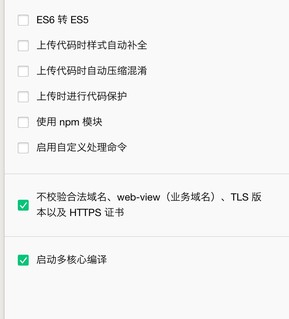 ES6 转 ES5
上传代码时样式自动补全
上传代码时自动压缩混淆
上传时进行代码保护
使用 npm 模块
启用自定义处理命令
不校验合法域名、web-view（业务域名）、TLS 版
本以及 HTTPS 证书
启动多核心编译